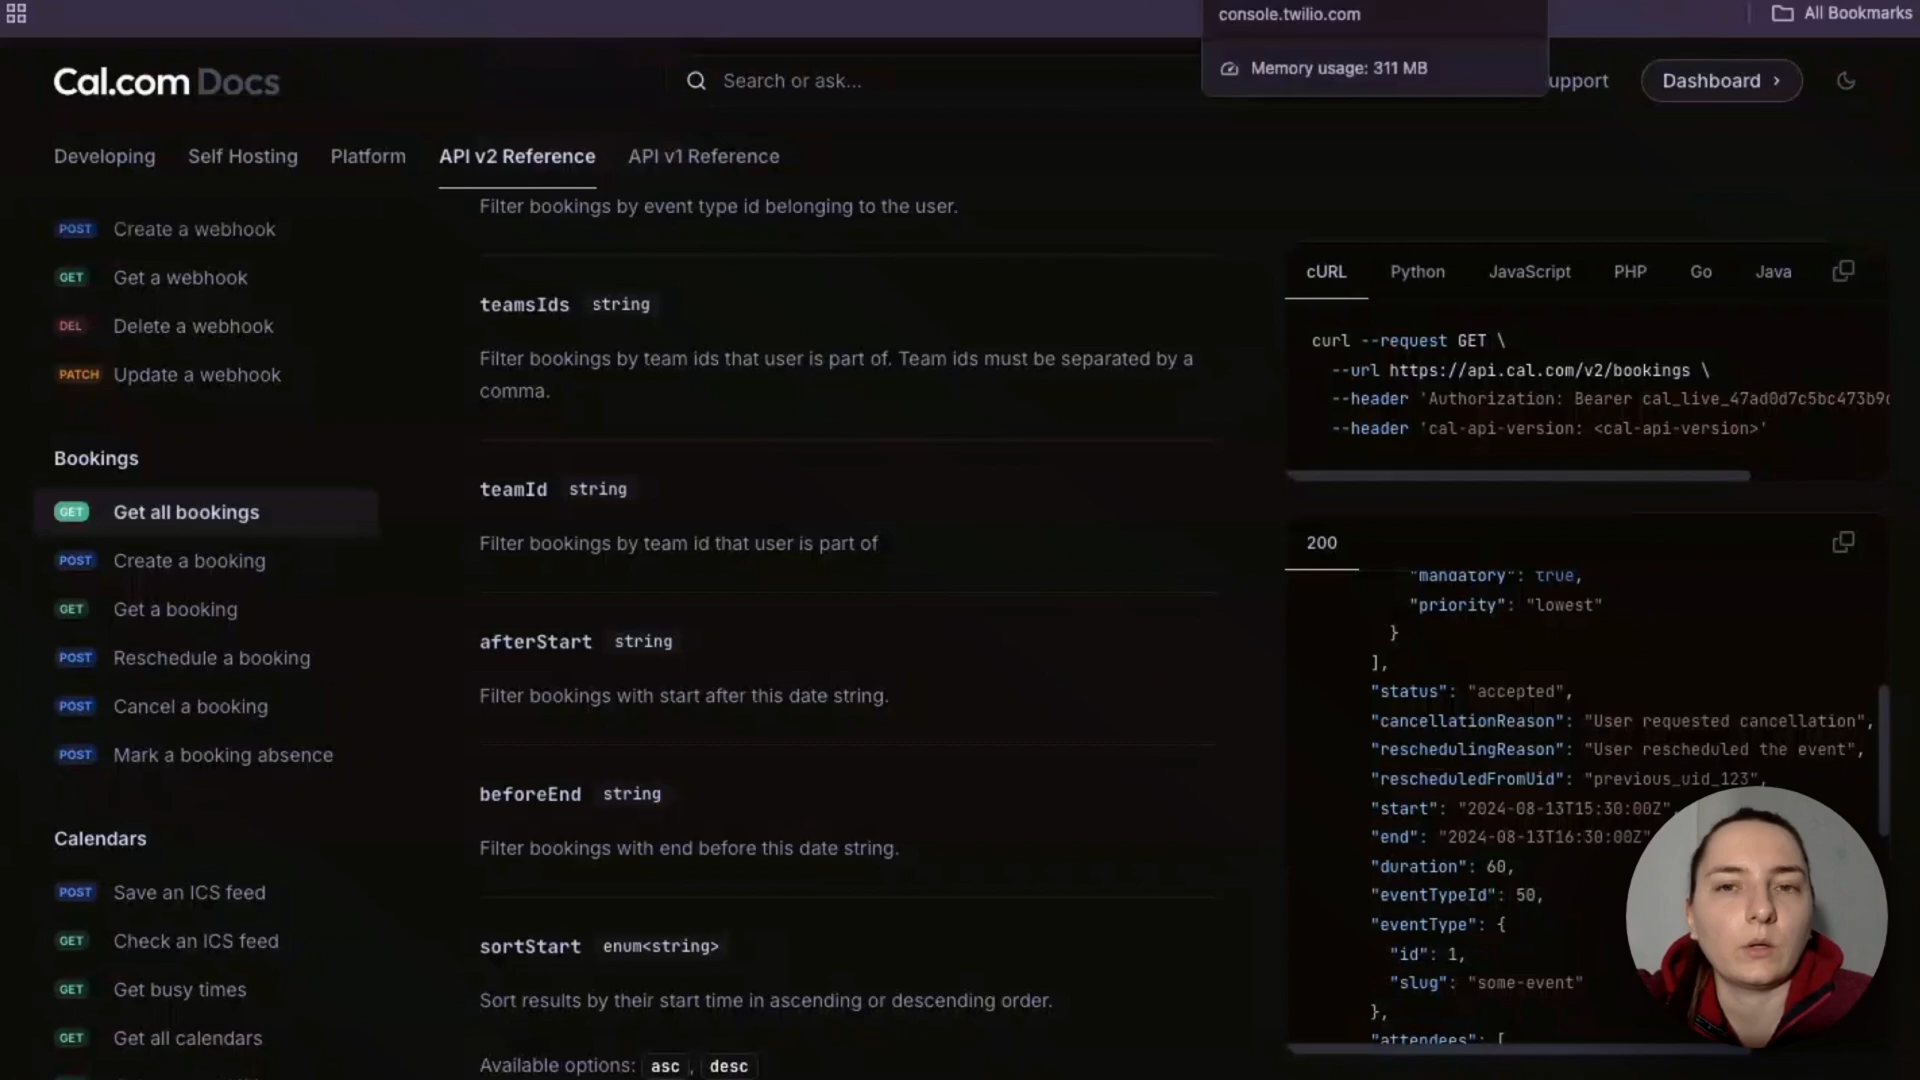 console.twilio.com
All Bookmarks
Memory usage: 311 MB
Cal.com Docs
Search or ask...
upport
Dashboard
Developing
Self Hosting
Platform
API v2 Reference
API v1 Reference
POST Create a webhook
GET Get a webhook
DEL Delete a webhook
PATCH Update a webhook
Bookings
GET Get all bookings
POST Create a booking
GET Get a booking
POST Reschedule a booking
POST Cancel a booking
POST Mark a booking absence
Calendars
POST Save an ICS feed
GET Check an ICS feed
GET Get busy times
GET Get all calendars
Filter bookings by event type id belonging to the user.
teamsIds string
Filter bookings by team ids that user is part of. Team ids must be separated by a
comma.
teamId string
Filter bookings by team id that user is part of
afterStart string
Filter bookings with start after this date string.
beforeEnd string
Filter bookings with end before this date string.
sortStart enum<string>
Sort results by their start time in ascending or descending order.
Available options: asc, desc
cURL Python JavaScript PHP Go Java
curl --request GET \
--url https://api.cal.com/v2/bookings \
--header 'Authorization: Bearer cal_live_47ad0d7c5bc473b9
--header 'cal-api-version: <cal-api-version>'
200
"mandatory": true,
"priority": "lowest"
}
],
"status": "accepted",
"cancellationReason": "User requested cancellation",
"reschedulingReason": "User rescheduled the event",
"rescheduledFromUid": "previous_uid_123",
"start": "2024-08-13T15:30:00Z"
"end": "2024-08-13T16:30:00Z"
"duration": 60,
"eventTypeId": 50,
"eventType": {
"id": 1,
"slug": "some-event"
},
"attendees": [